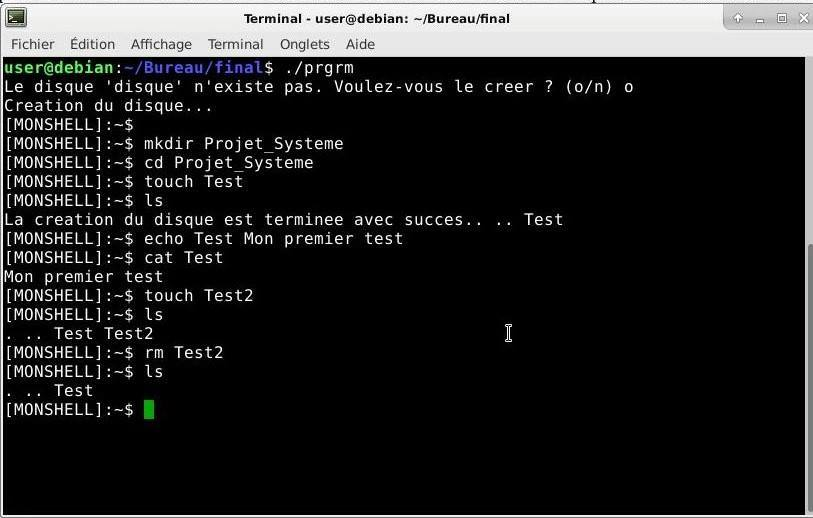 Terminal - user@debian: ~/Bureau/final
Fichier Édition Affichage Terminal Onglets Aide
user@debian:~/Bureau/final$ ./prgrm
Le disque 'disque' n'existe pas. Voulez-vous le creer ? (o/n) o
Creation du disque...
[MONSHELL]:~$
[MONSHELL]:~$ mkdir Projet_Systeme
[MONSHELL]:~$ cd Projet_Systeme
[MONSHELL]:~$ touch Test
[MONSHELL]:~$ ls
La creation du disque est terminee avec succes.. .. Test
[MONSHELL]:~$ echo Test Mon premier test
[MONSHELL]:~$ cat Test
Mon premier test
[MONSHELL]:~$ touch Test2
[MONSHELL]:~$ ls
. .. Test Test2
[MONSHELL]:~$ rm Test2
[MONSHELL]:~$ ls
. .. Test
[MONSHELL]:~$